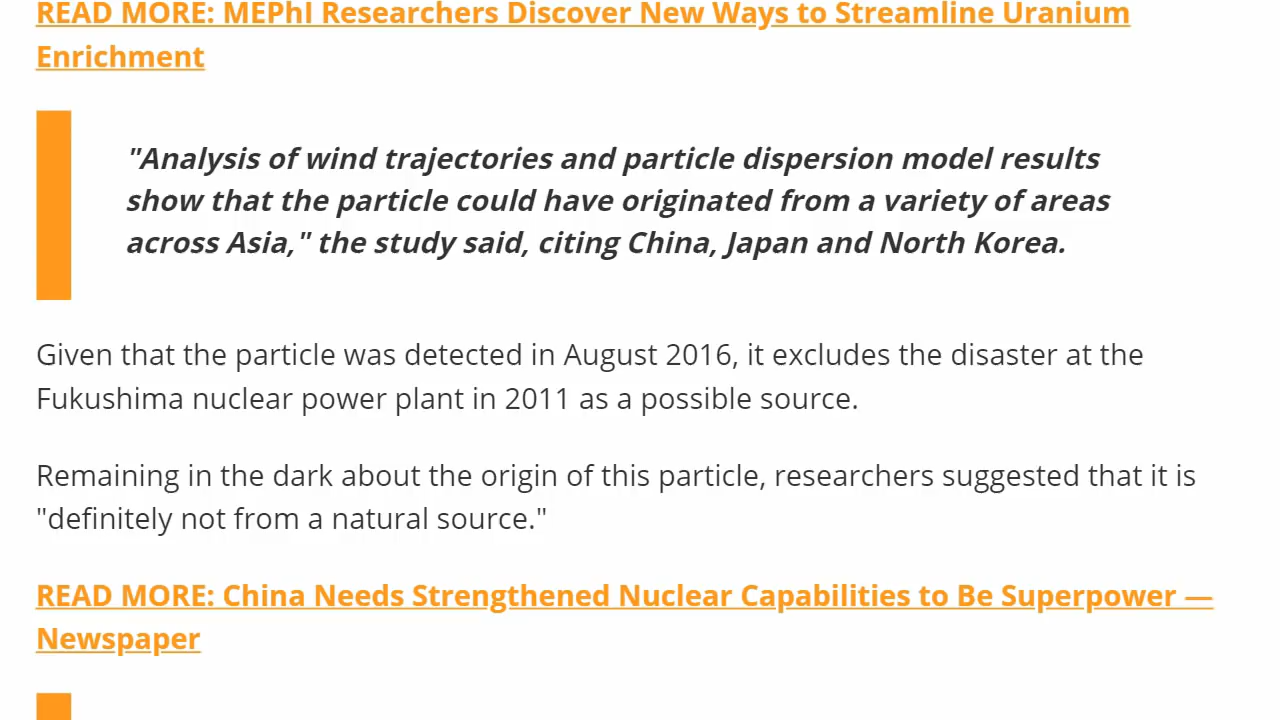 READ MORE: MEPhI Researchers Discover New Ways to Streamline Uranium
Enrichment
"Analysis of wind trajectories and particle dispersion model results
show that the particle could have originated from a variety of areas
across Asia," the study said, citing China, Japan and North Korea.
Given that the particle was detected in August 2016, it excludes the disaster at the
Fukushima nuclear power plant in 2011 as a possible source.
Remaining in the dark about the origin of this particle, researchers suggested that it is
"definitely not from a natural source."
READ MORE: China Needs Strengthened Nuclear Capabilities to Be Superpower —
Newspaper